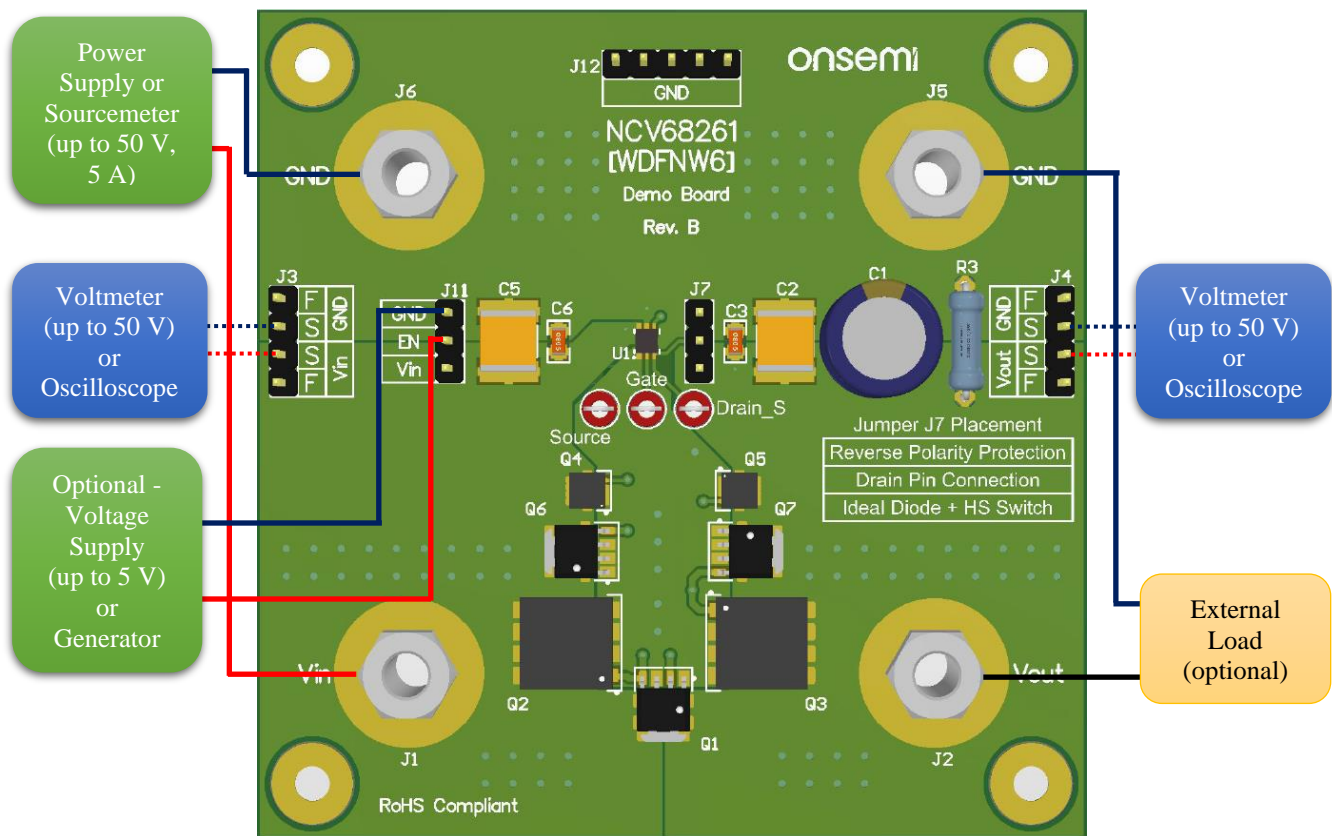 Power
Supply or
Sourcemeter
(up to 50 V,
5 A)
Voltmeter
(up to 50 V)
or
Oscilloscope
Optional -
Voltage
Supply
(up to 5 V)
or
Generator
onsemi
J12
GND
J6
J5
NCV68261
[WDFNW6]
Demo Board
Rev. B
GND
GND
J3
F
S
S
F
GND
Vin
J11
GND
EN
Vin
C5
C6
U1
J7
C3
C2
C1
R3
J4
GND
Vout
F
S
S
F
Gate
Source
Drain_S
Jumper J7 Placement
Reverse Polarity Protection
Drain Pin Connection
Ideal Diode + HS Switch
Q4
Q5
Q6
Q7
Q2
Q3
Q1
Vin
Vout
J1
J2
RoHS Compliant
Voltmeter
(up to 50 V)
or
Oscilloscope
External
Load
(optional)